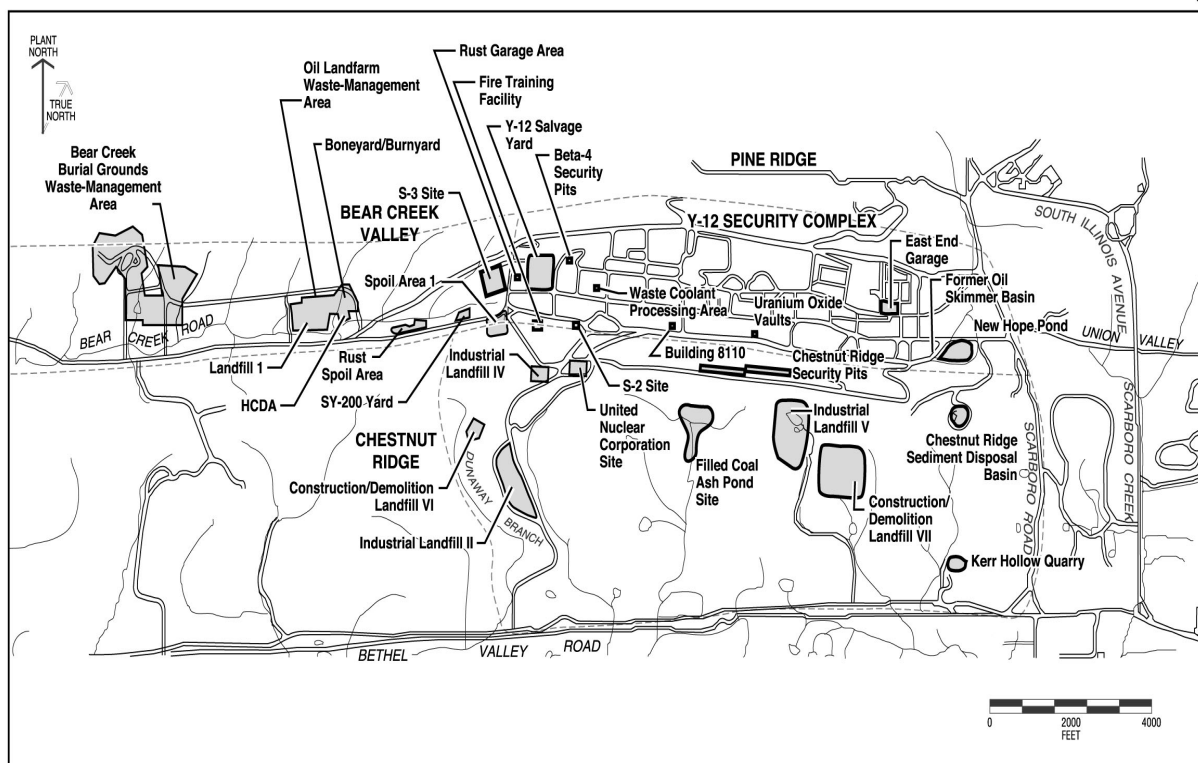 PLANT
NORTH
TRUE
NORTH
Rust Garage Area
Oil Landfarm
Waste-Management
Area
Fire Training
Facility
Y-12 Salvage
Yard
Boneyard/Burnyard
Bear Creek
Burial Grounds
Waste-Management
Area
Beta-4
Security
Pits
PINE RIDGE
S-3 Site
BEAR CREEK
VALLEY
Y-12 SECURITY COMPLEX
SOUTH ILLINOIS AVENUE
East End
Garage
Spoil Area 1
Former Oil
Skimmer Basin
Waste Coolant
Processing Area
Uranium Oxide
Vaults
New Hope Pond
UNION VALLEY
BEAR CREEK ROAD
Landfill 1
Rust
Spoil Area
Industrial
Landfill IV
Building 8110
Chestnut Ridge
Security Pits
S-2 Site
HCDA
SY-200 Yard
United
Nuclear
Corporation
Site
Industrial
Landfill V
Chestnut Ridge
Sediment Disposal
Basin
SCARBORO ROAD
SCARBORO CREEK
CHESTNUT
RIDGE
DUNAWAY
BRANCH
Filled Coal
Ash Pond
Site
Construction/Demolition
Landfill VI
Construction/
Demolition
Landfill VII
Industrial Landfill II
Kerr Hollow Quarry
BETHEL VALLEY ROAD
0 2000 4000
FEET